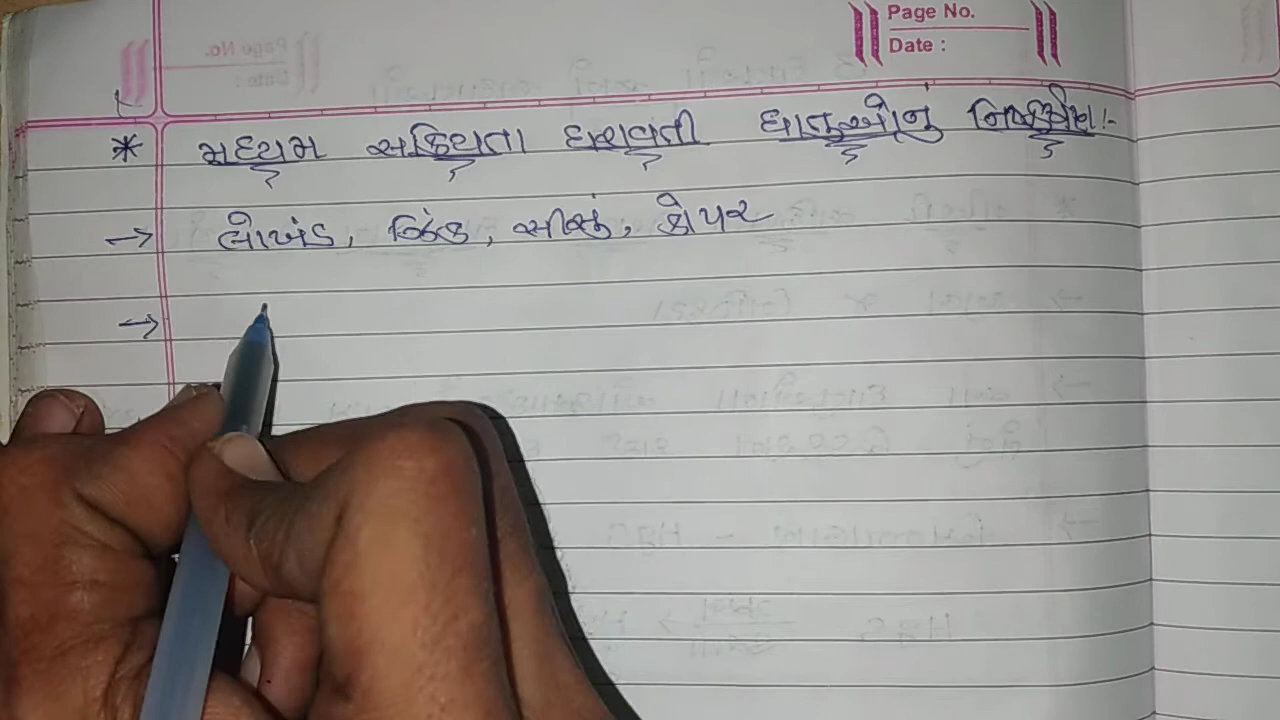 Page No.
Date :
* મધ્યમ સક્રિયતા ધરાવતી ધાતુઓનું નિષ્કર્ષણ :-
→ લોખંડ, ઝિંક, સીસું, કોપર
→